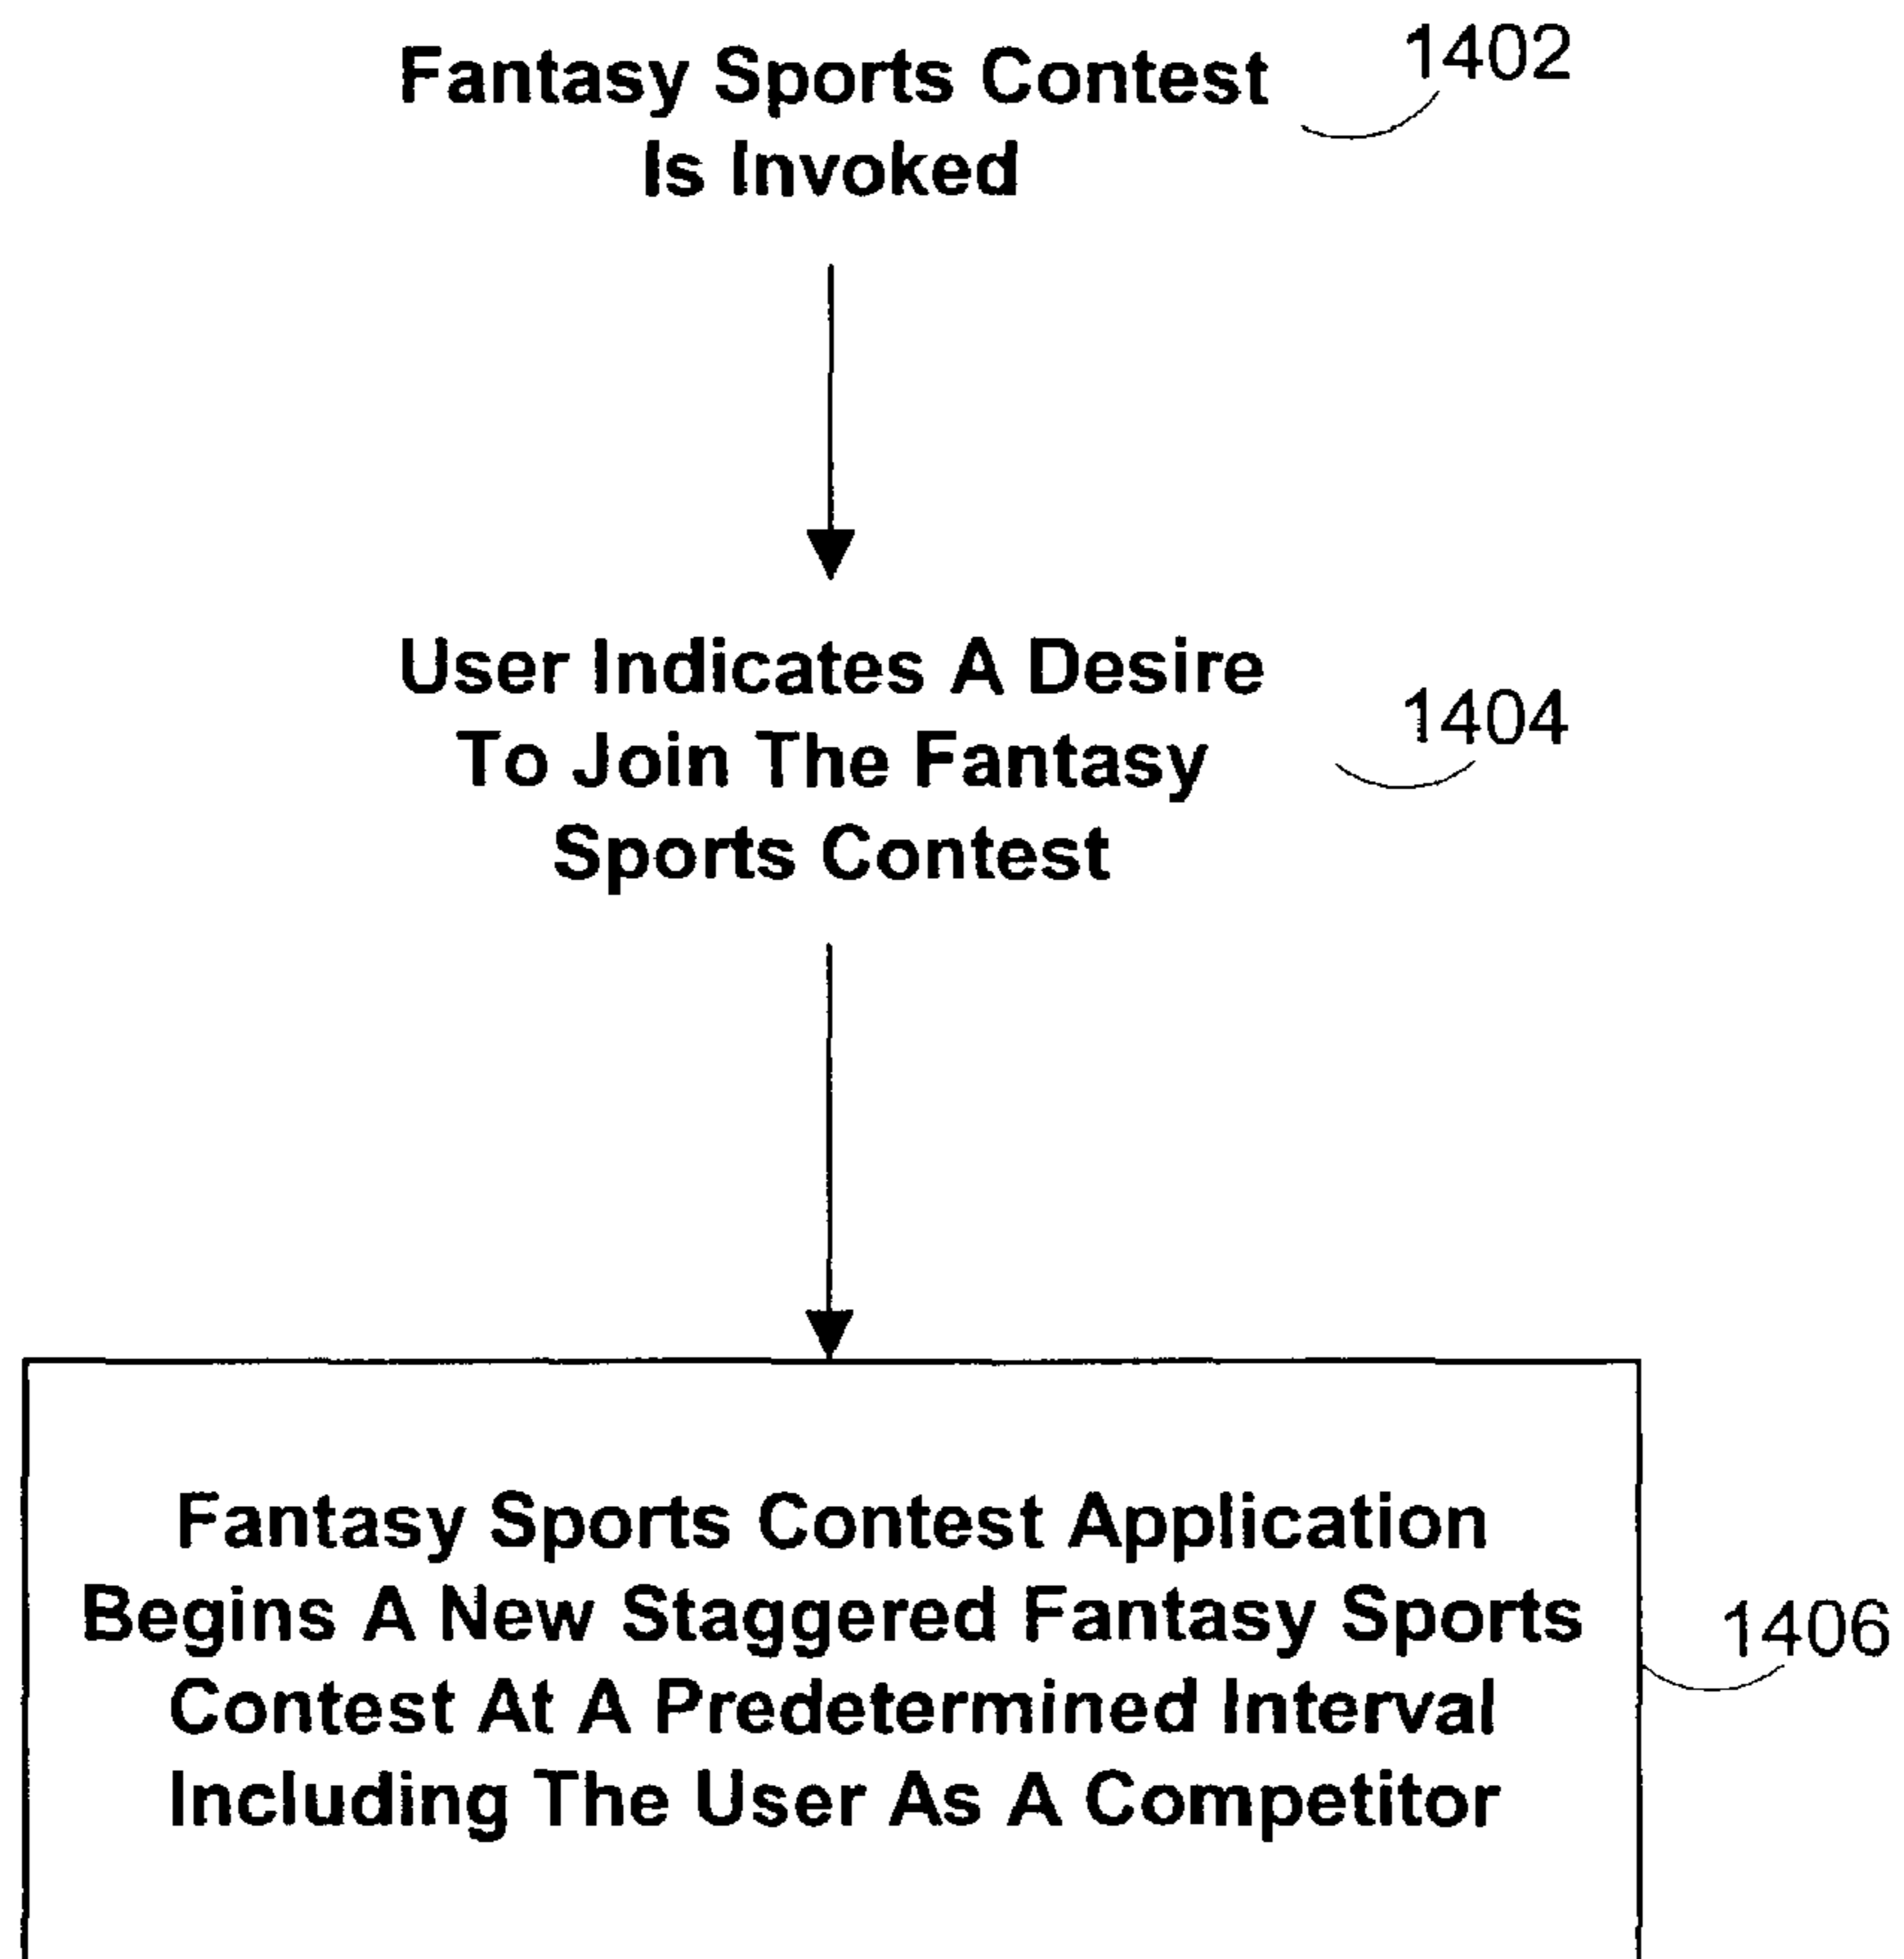 Fantasy Sports Contest
Is Invoked
1402
User Indicates A Desire
To Join The Fantasy
Sports Contest
1404
Fantasy Sports Contest Application
Begins A New Staggered Fantasy Sports
Contest At A Predetermined Interval
Including The User As A Competitor
1406